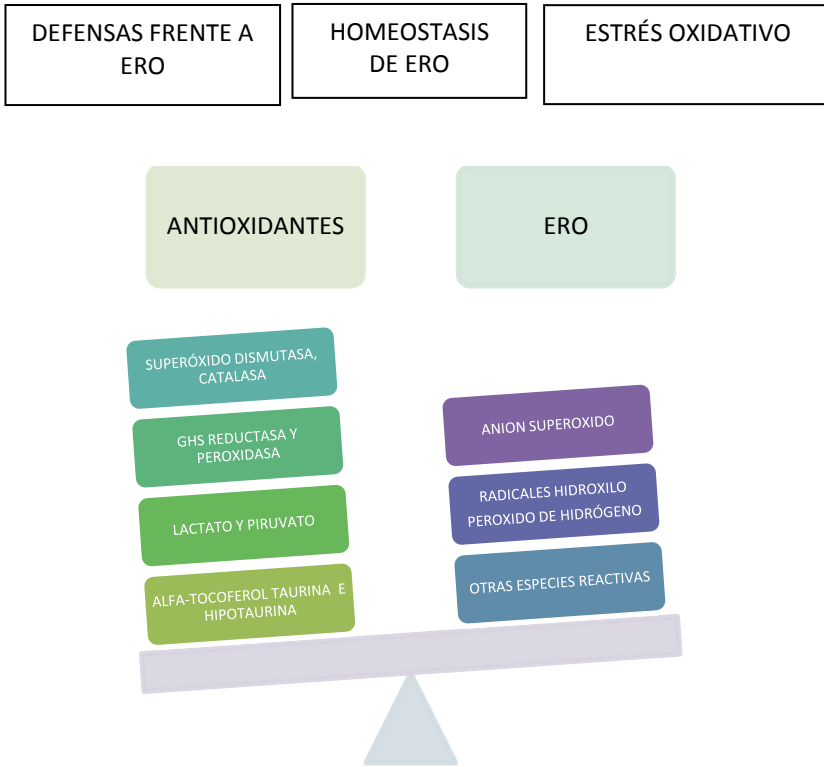 DEFENSAS FRENTE A
ERO
HOMEOSTASIS
DE ERO
ESTRÉS OXIDATIVO
ANTIOXIDANTES
ERO
SUPERÓXIDO DISMUTASA,
CATALASA
GHS REDUCTASA Y
PEROXIDASA
LACTATO Y PIRUVATO
ALFA-TOCOFEROL TAURINA E
HIPOTAURINA
ANION SUPEROXIDO
RADICALES HIDROXILO
PEROXIDO DE HIDRÓGENO
OTRAS ESPECIES REACTIVAS